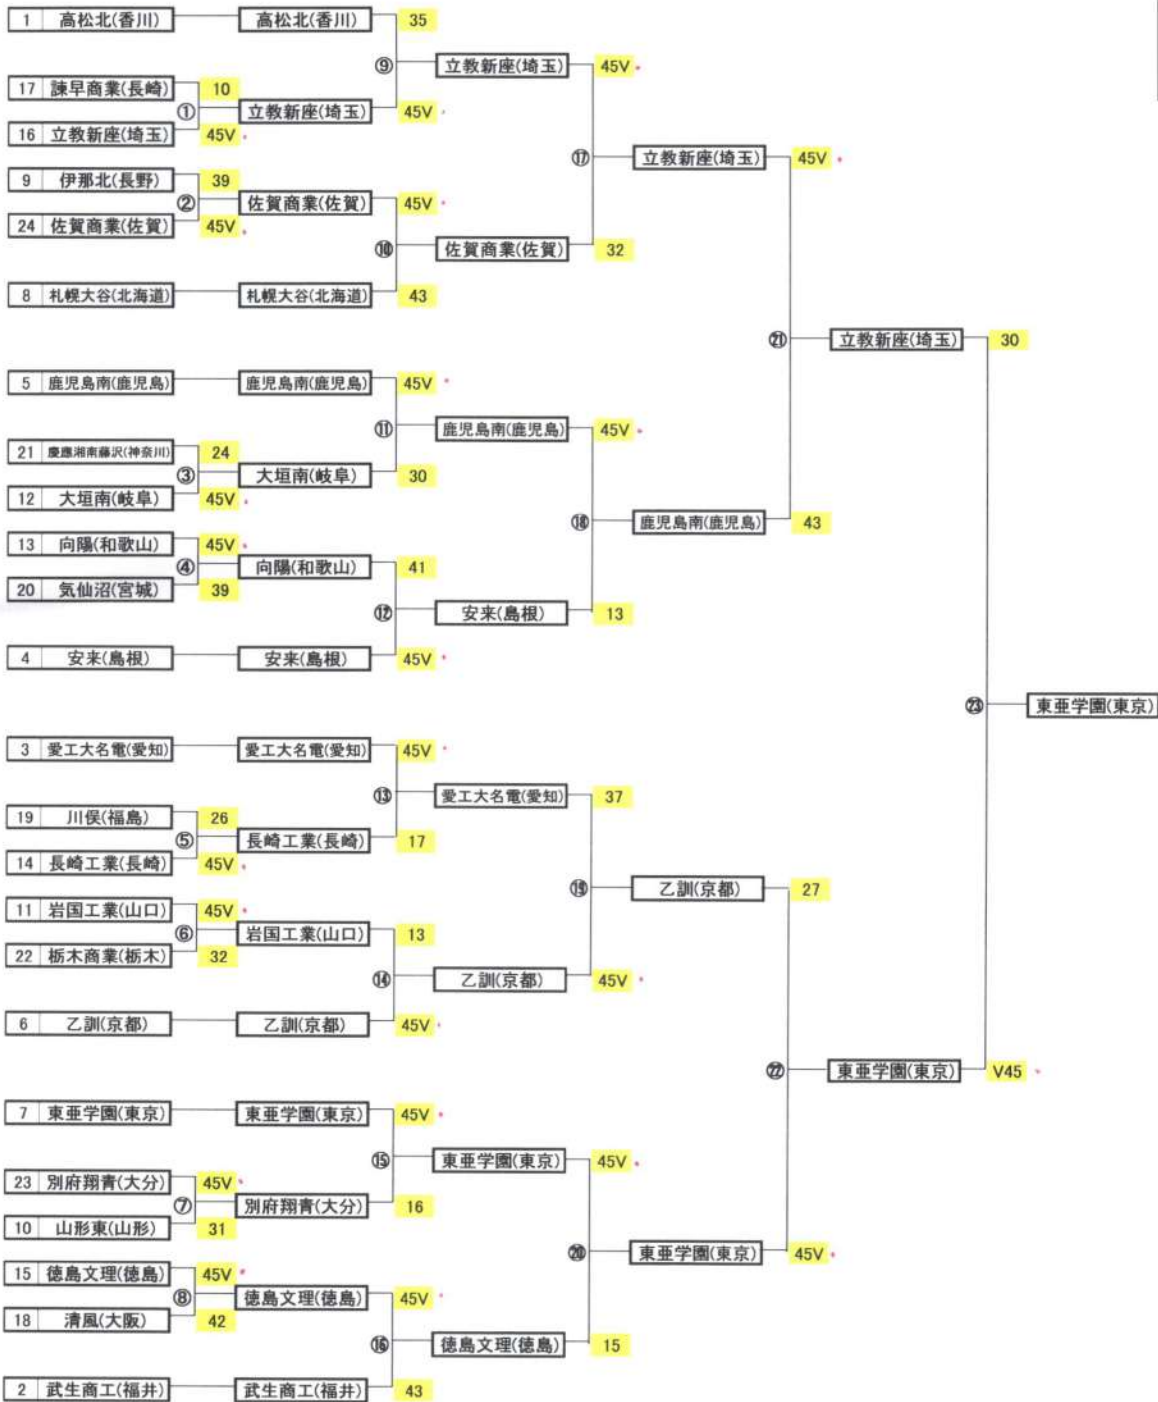 1 高松北(香川) 高松北(香川) 35
⑨ 立教新座(埼玉) 45V
17 諫早商業(長崎) 10
① 立教新座(埼玉) 45V
16 立教新座(埼玉) 45V
⑰ 立教新座(埼玉) 45V
9 伊那北(長野) 39
② 佐賀商業(佐賀) 45V
24 佐賀商業(佐賀) 45V
⑩ 佐賀商業(佐賀) 32
8 札幌大谷(北海道) 札幌大谷(北海道) 43
㉑ 立教新座(埼玉) 30
5 鹿児島南(鹿児島) 鹿児島南(鹿児島) 45V
⑪ 鹿児島南(鹿児島) 45V
21 慶應湘南藤沢(神奈川) 24
③ 大垣南(岐阜) 30
12 大垣南(岐阜) 45V
⑱ 鹿児島南(鹿児島) 43
13 向陽(和歌山) 45V
④ 向陽(和歌山) 41
20 気仙沼(宮城) 39
⑫ 安来(島根) 13
4 安来(島根) 安来(島根) 45V
㉓ 東亜学園(東京)
3 愛工大名電(愛知) 愛工大名電(愛知) 45V
⑬ 愛工大名電(愛知) 37
19 川俣(福島) 26
⑤ 長崎工業(長崎) 17
14 長崎工業(長崎) 45V
⑲ 乙訓(京都) 27
11 岩国工業(山口) 45V
⑥ 岩国工業(山口) 13
22 栃木商業(栃木) 32
⑭ 乙訓(京都) 45V
6 乙訓(京都) 乙訓(京都) 45V
㉒ 東亜学園(東京) V45
7 東亜学園(東京) 東亜学園(東京) 45V
⑮ 東亜学園(東京) 45V
23 別府翔青(大分) 45V
⑦ 別府翔青(大分) 16
10 山形東(山形) 31
⑳ 東亜学園(東京) 45V
15 徳島文理(徳島) 45V
⑧ 徳島文理(徳島) 45V
18 清風(大阪) 42
⑯ 徳島文理(徳島) 15
2 武生商工(福井) 武生商工(福井) 43